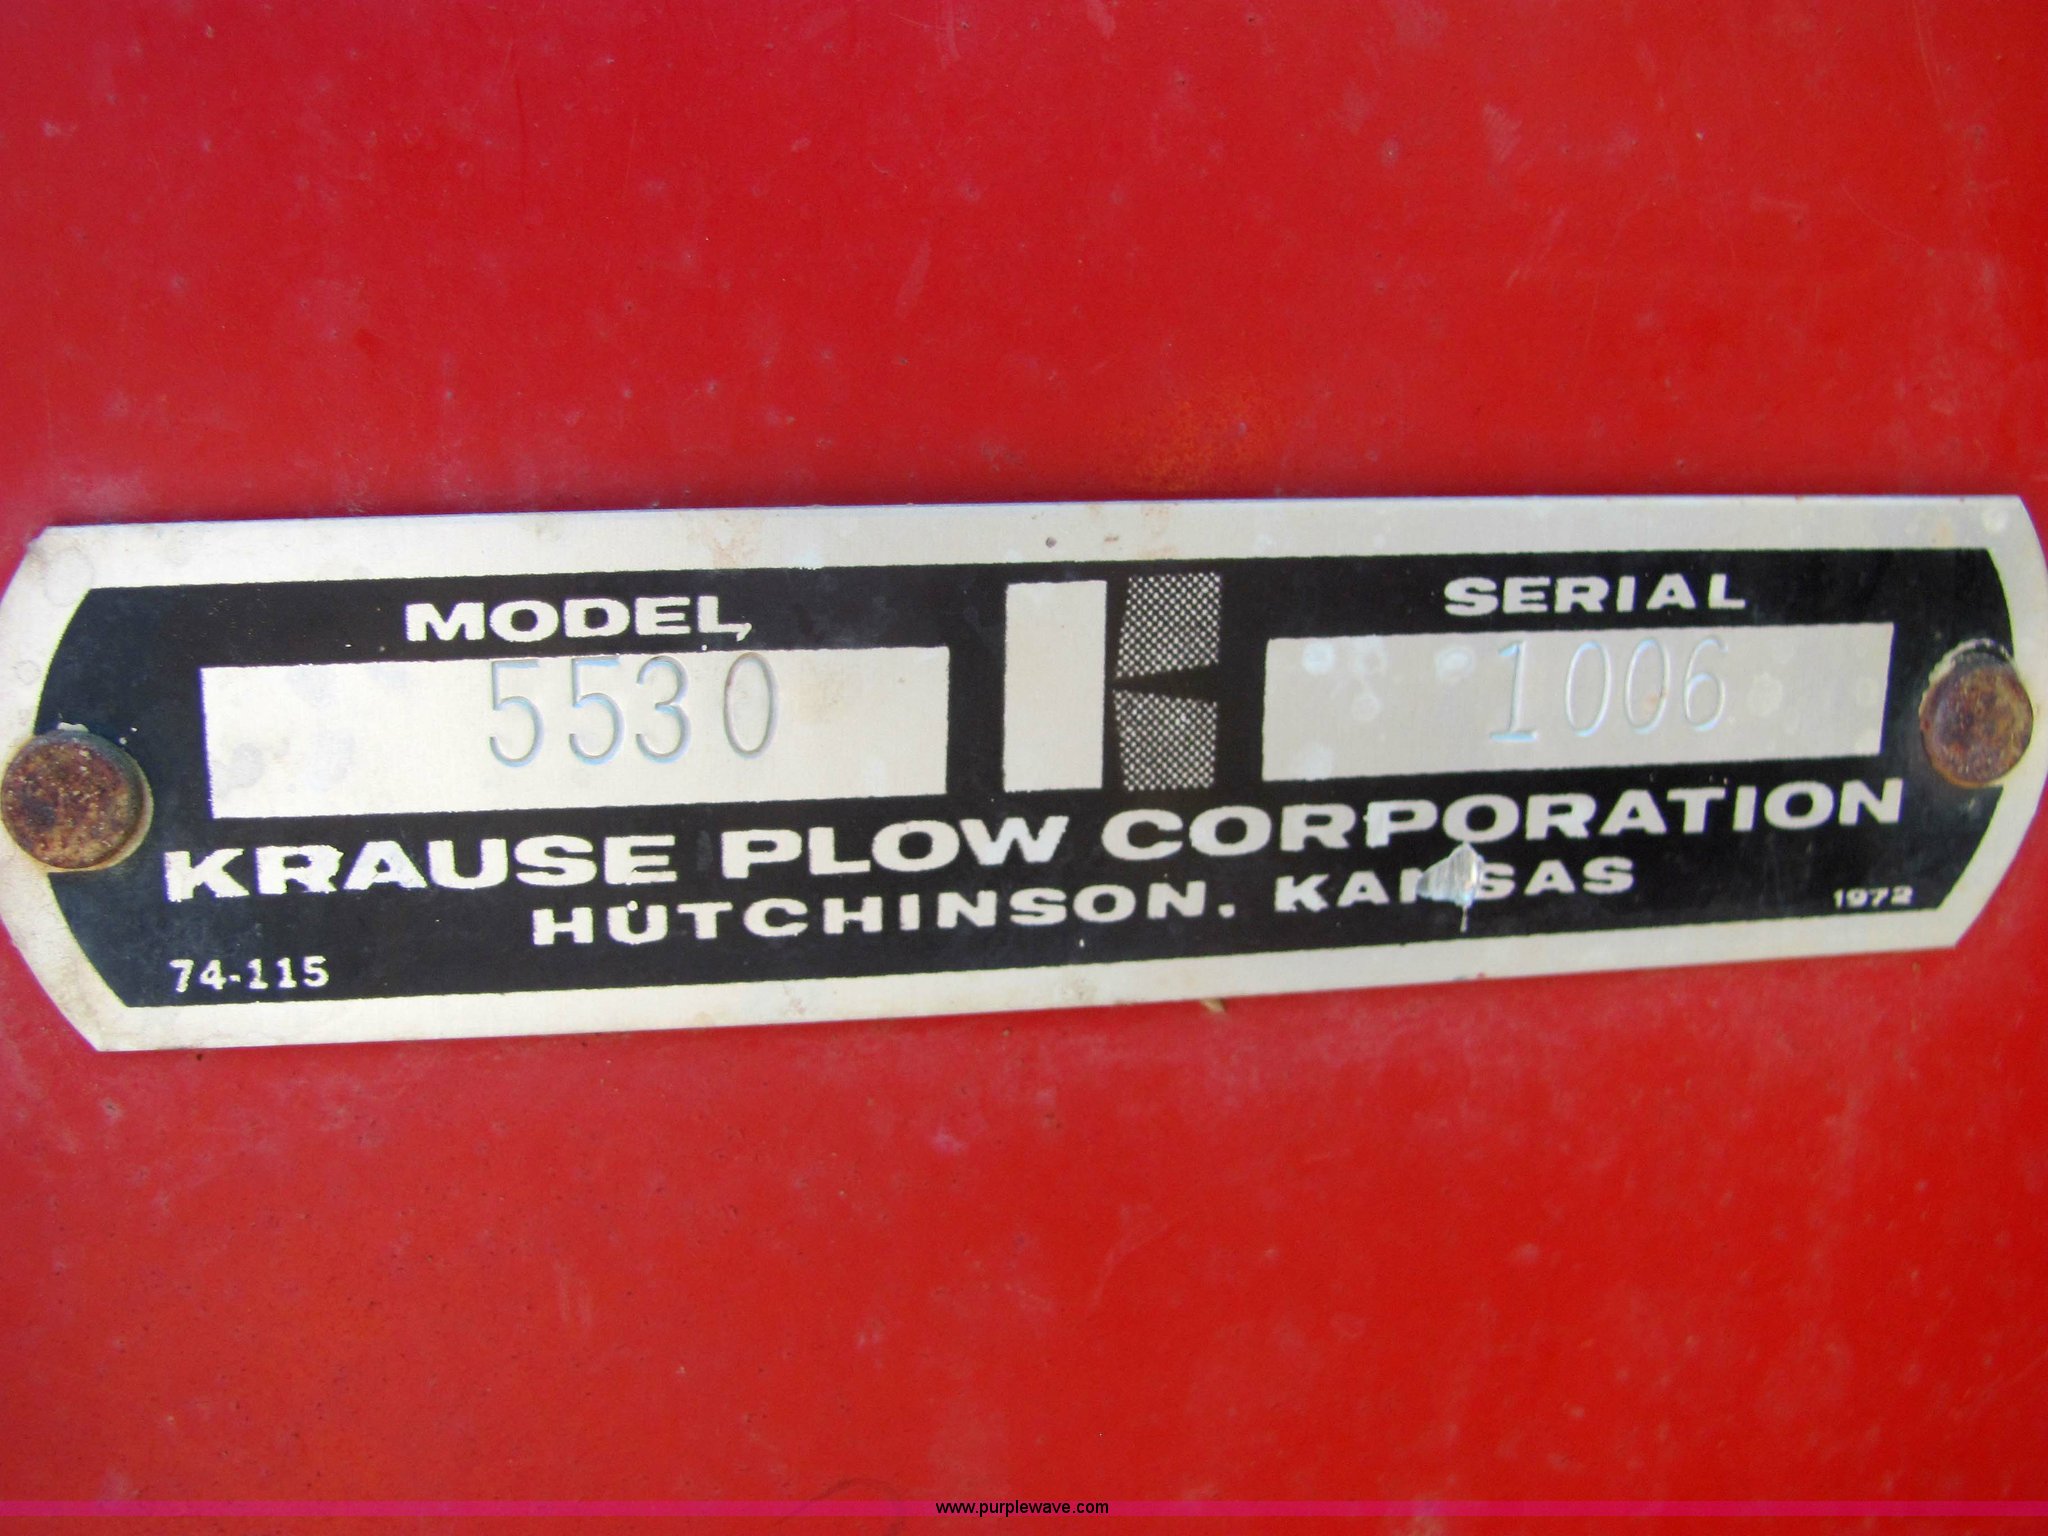 MODEL
SERIAL
5530
1006
KRAUSE PLOW CORPORATION
HUTCHINSON, KANSAS
74-115
1972
www.purplewave.com